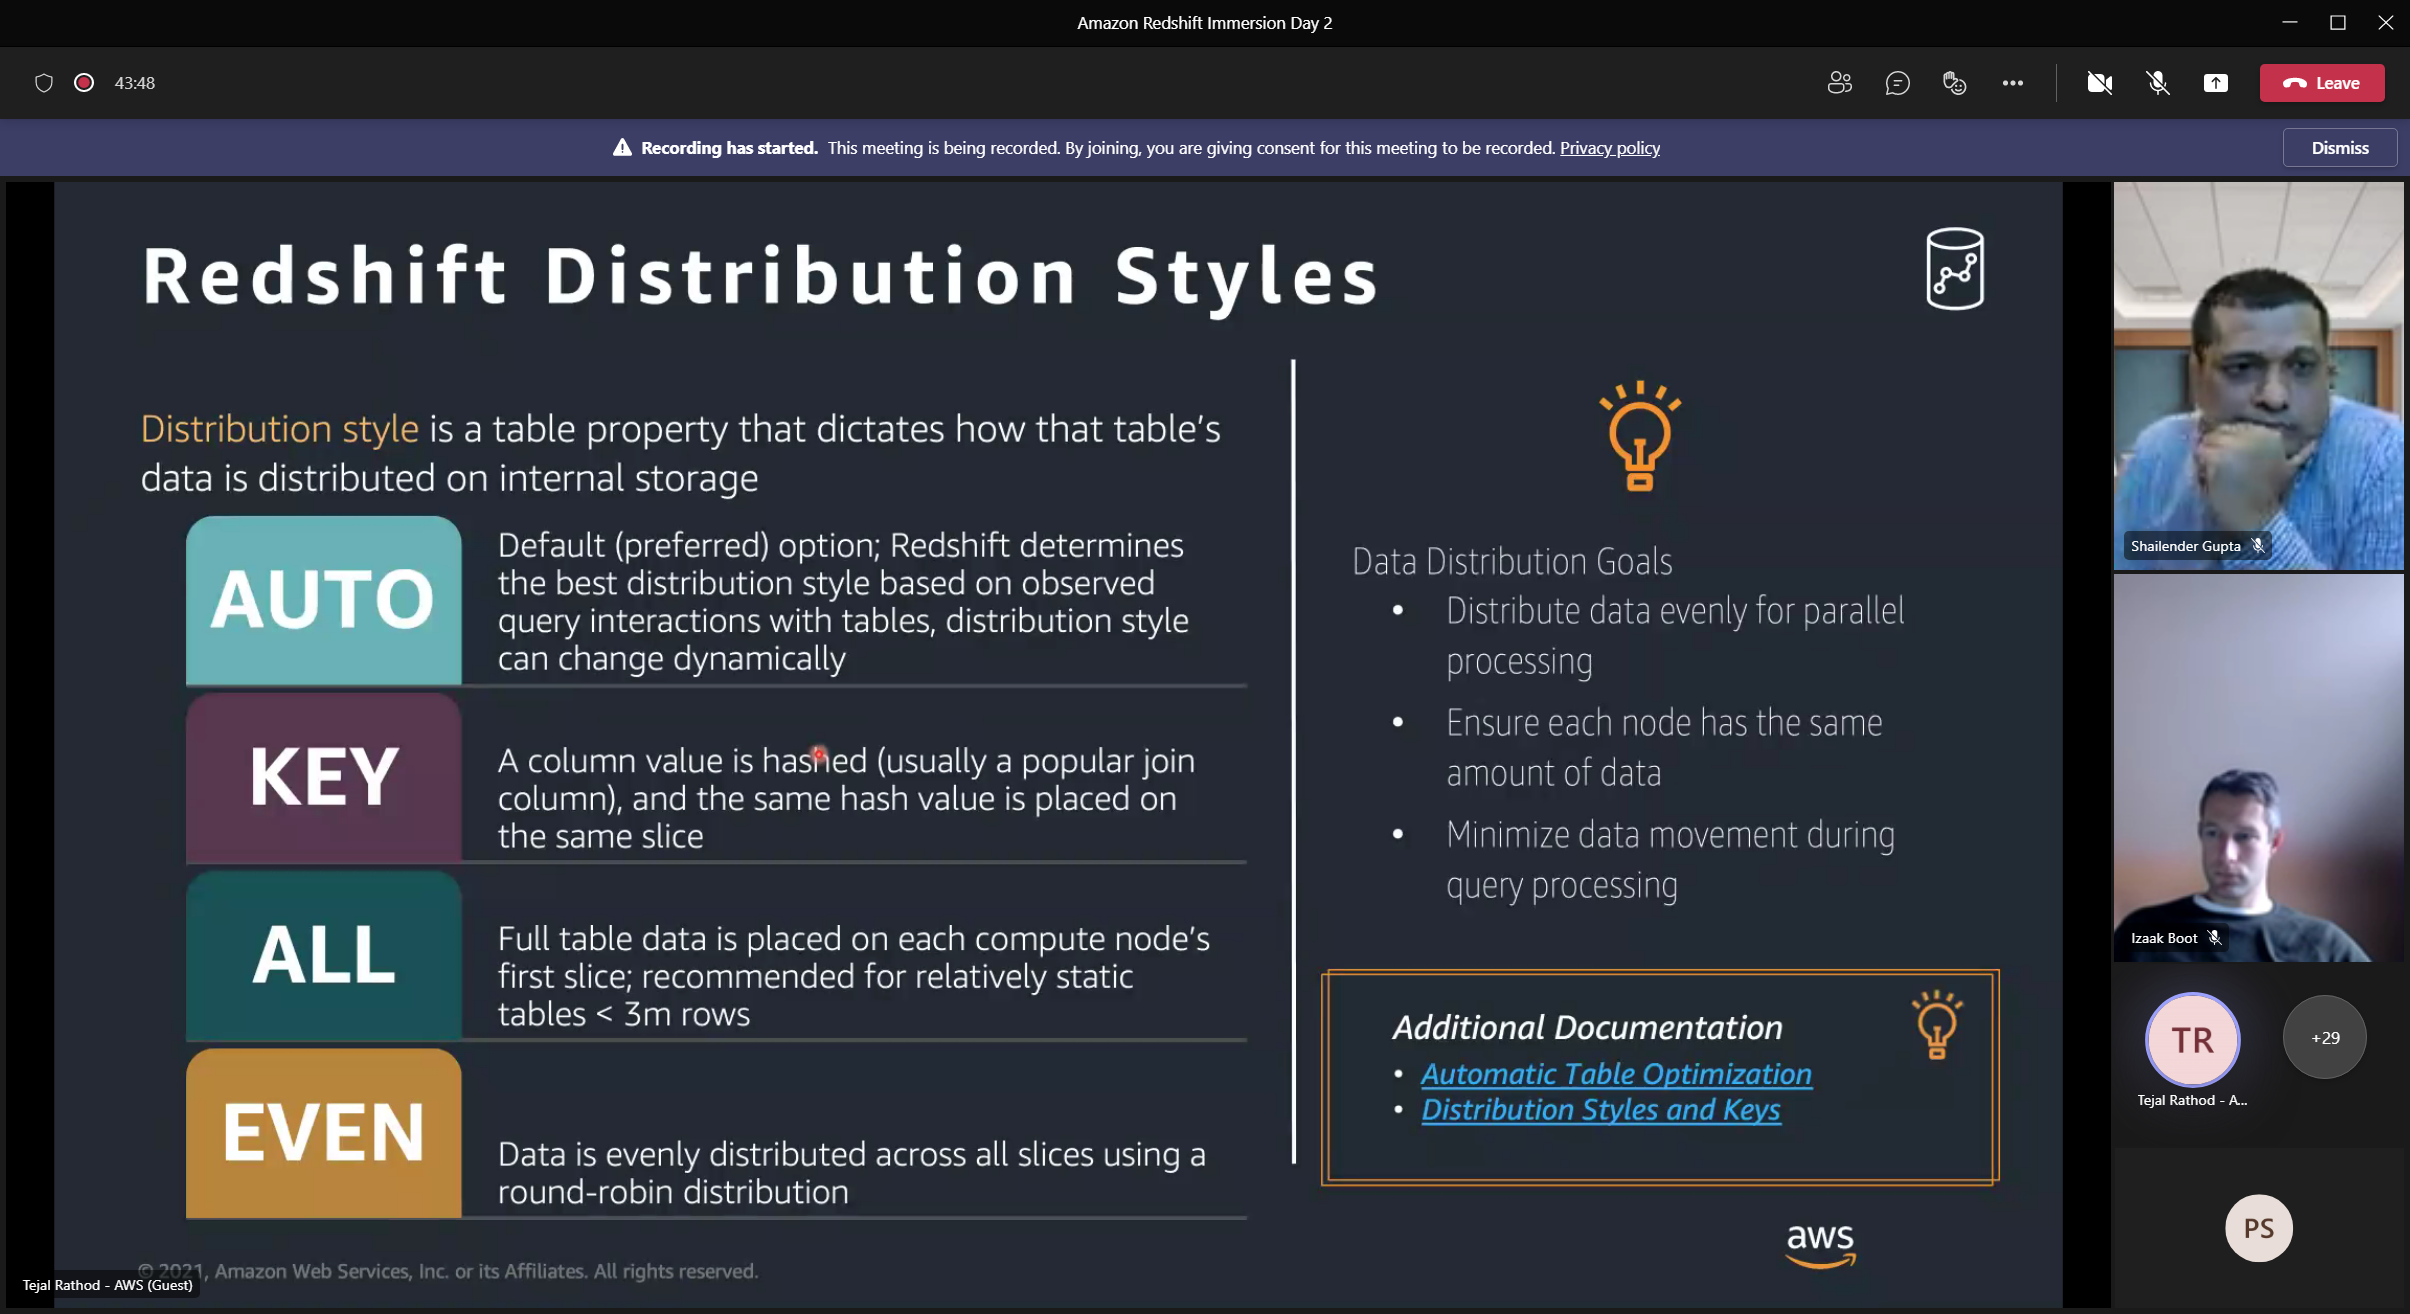 Amazon Redshift Immersion Day 2
43:48
Leave
Recording has started. This meeting is being recorded. By joining, you are giving consent for this meeting to be recorded. Privacy policy
Dismiss
Redshift Distribution Styles
Distribution style is a table property that dictates how that table's
data is distributed on internal storage
AUTO
Default (preferred) option; Redshift determines
the best distribution style based on observed
query interactions with tables, distribution style
can change dynamically
KEY
A column value is hashed (usually a popular join
column), and the same hash value is placed on
the same slice
ALL
Full table data is placed on each compute node's
first slice; recommended for relatively static
tables < 3m rows
EVEN
Data is evenly distributed across all slices using a
round-robin distribution
Data Distribution Goals
• Distribute data evenly for parallel
processing
• Ensure each node has the same
amount of data
• Minimize data movement during
query processing
Additional Documentation
• Automatic Table Optimization
• Distribution Styles and Keys
aws
© 2021, Amazon Web Services, Inc. or its Affiliates. All rights reserved.
Tejal Rathod - AWS (Guest)
Shailender Gupta
Izaak Boot
TR
+29
Tejal Rathod - A...
PS